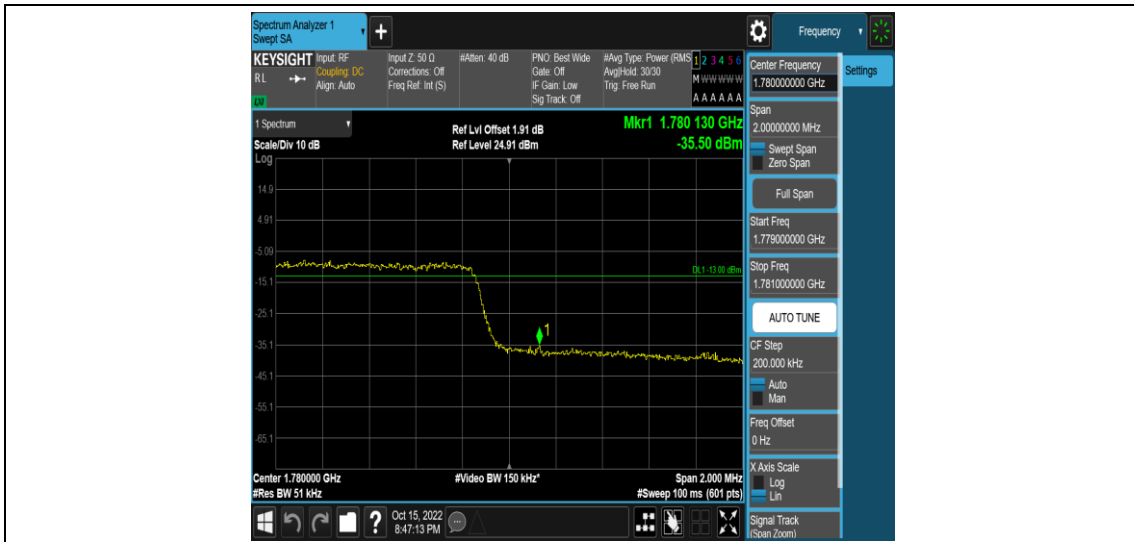 Spectrum Analyzer 1
Swept SA
+
Frequency
KEYSIGHT
RL
LXI
Input: RF
Coupling: DC
Align: Auto
Input Z: 50 Ω
Corrections: Off
Freq Ref: Int (S)
#Atten: 40 dB
PNO: Best Wide
Gate: Off
IF Gain: Low
Sig Track: Off
#Avg Type: Power (RMS
Avg|Hold: 30/30
Trig: Free Run
1 2 3 4 5 6
M W W W W W
A A A A A A
1 Spectrum
Scale/Div 10 dB
Log
Ref Lvl Offset 1.91 dB
Ref Level 24.91 dBm
Mkr1 1.780 130 GHz
-35.50 dBm
14.9
4.91
-5.09
DL1 -13.00 dBm
-15.1
-25.1
1
-35.1
-45.1
-55.1
-65.1
Center 1.780000 GHz
#Res BW 51 kHz
#Video BW 150 kHz*
Span 2.000 MHz
#Sweep 100 ms (601 pts)
?
Oct 15, 2022
8:47:13 PM
Center Frequency
1.780000000 GHz
Settings
Span
2.00000000 MHz
Swept Span
Zero Span
Full Span
Start Freq
1.779000000 GHz
Stop Freq
1.781000000 GHz
AUTO TUNE
CF Step
200.000 kHz
Auto
Man
Freq Offset
0 Hz
X Axis Scale
Log
Lin
Signal Track
(Span Zoom)